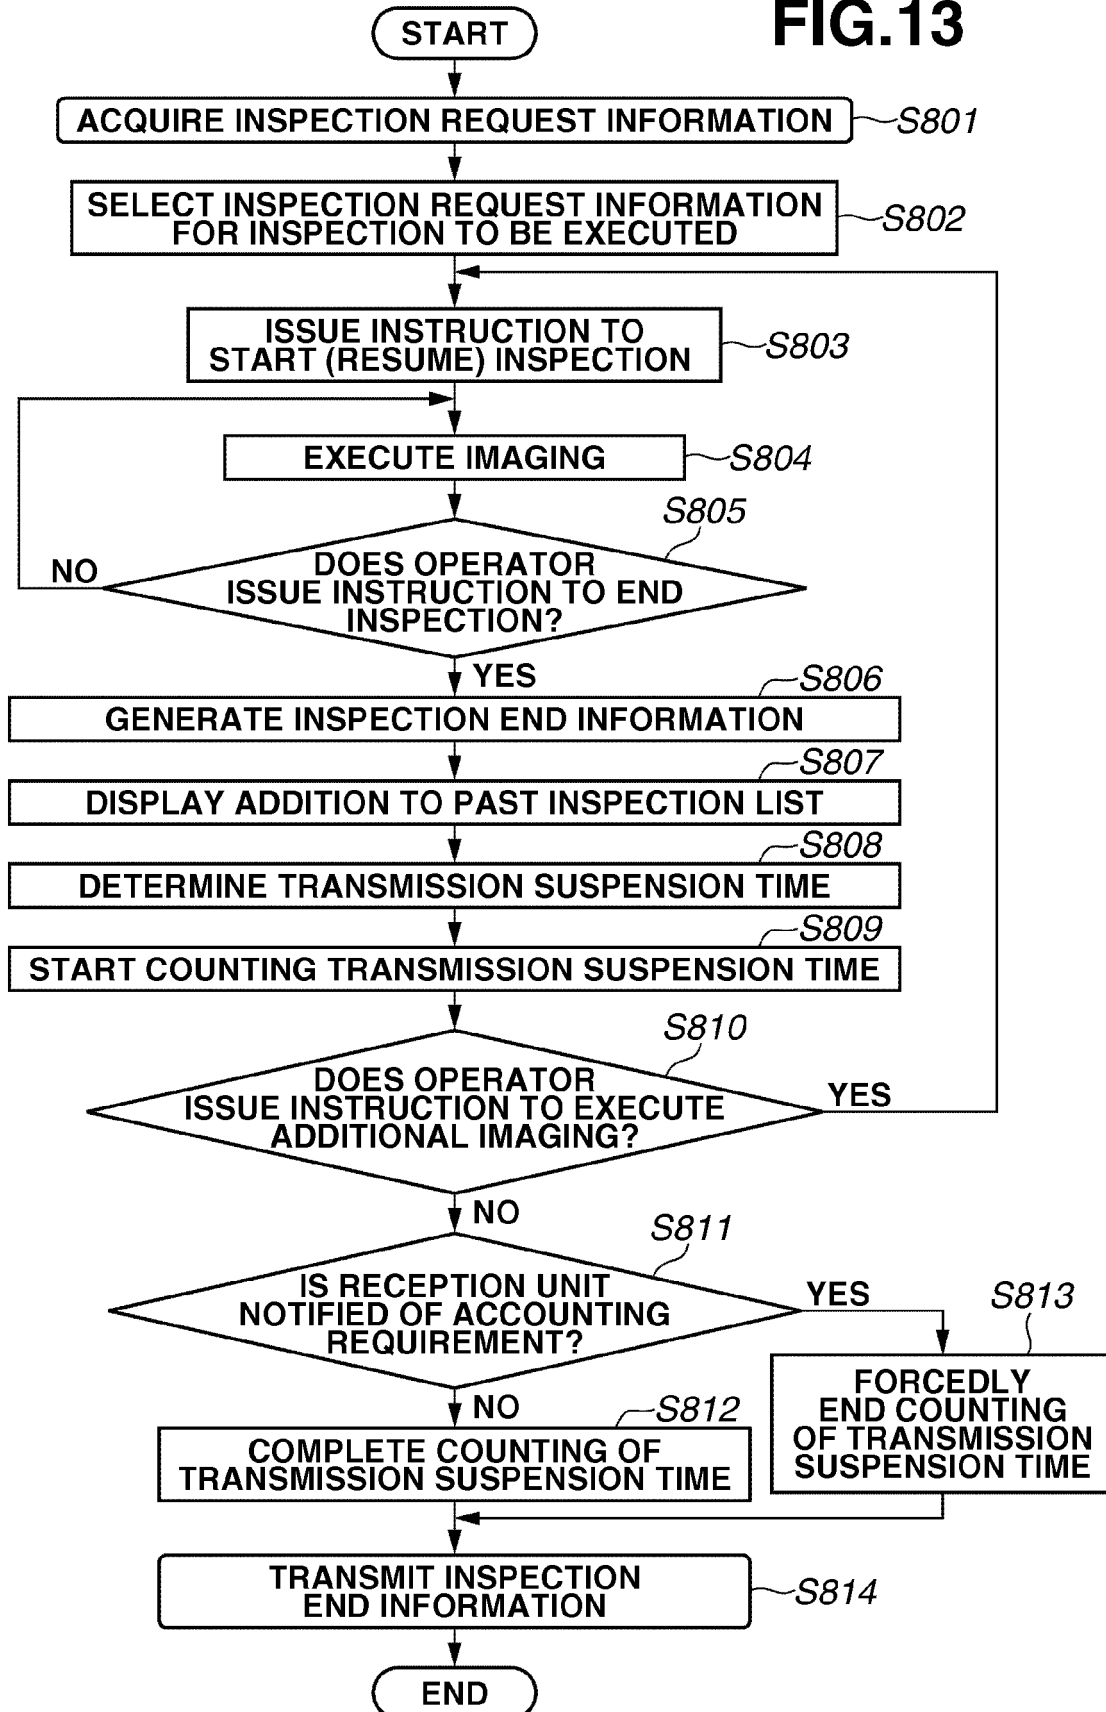 FIG.13
START
ACQUIRE INSPECTION REQUEST INFORMATION
S801
SELECT INSPECTION REQUEST INFORMATION
FOR INSPECTION TO BE EXECUTED
S802
ISSUE INSTRUCTION TO
START (RESUME) INSPECTION
S803
EXECUTE IMAGING
S804
S805
DOES OPERATOR
ISSUE INSTRUCTION TO END
INSPECTION?
NO
YES
S806
GENERATE INSPECTION END INFORMATION
S807
DISPLAY ADDITION TO PAST INSPECTION LIST
S808
DETERMINE TRANSMISSION SUSPENSION TIME
S809
START COUNTING TRANSMISSION SUSPENSION TIME
S810
DOES OPERATOR
ISSUE INSTRUCTION TO EXECUTE
ADDITIONAL IMAGING?
YES
NO
S811
IS RECEPTION UNIT
NOTIFIED OF ACCOUNTING
REQUIREMENT?
YES
S813
FORCEDLY
END COUNTING
OF TRANSMISSION
SUSPENSION TIME
NO
S812
COMPLETE COUNTING OF
TRANSMISSION SUSPENSION TIME
TRANSMIT INSPECTION
END INFORMATION
S814
END